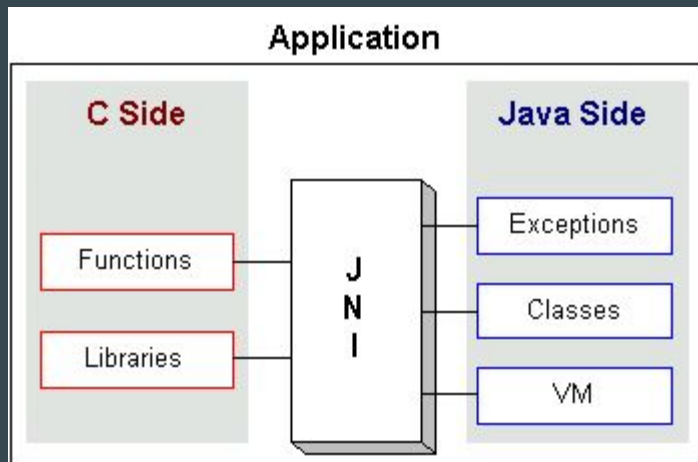 Application
C Side
Java Side
Functions
Libraries
J
N
I
Exceptions
Classes
VM